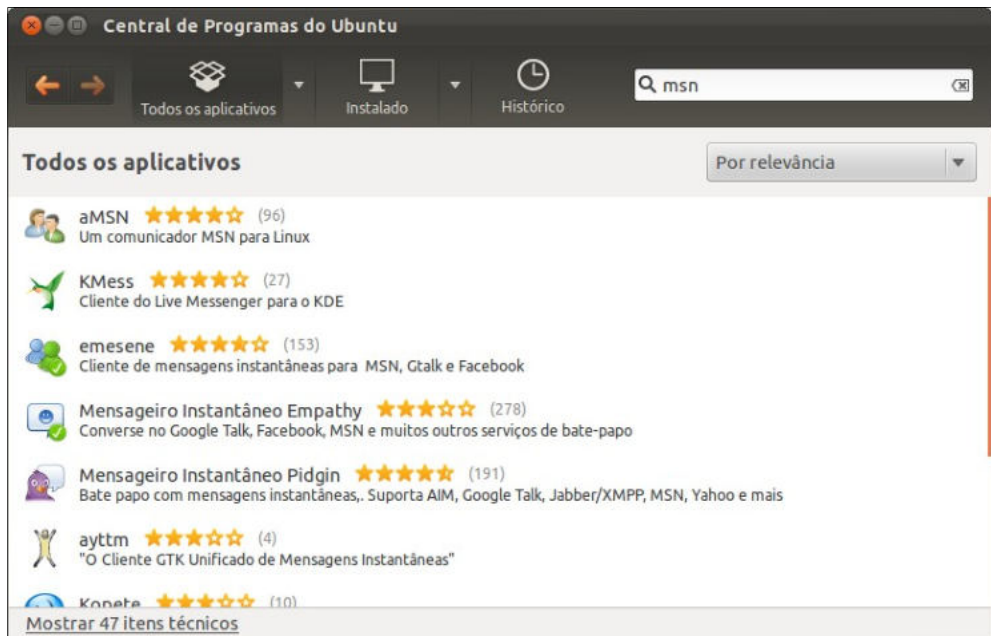 Central de Programas do Ubuntu
Todos os aplicativos
Instalado
Histórico
msn
Todos os aplicativos
Por relevância
aMSN (96)
Um comunicador MSN para Linux
KMess (27)
Cliente do Live Messenger para o KDE
emesene (153)
Cliente de mensagens instantâneas para MSN, Gtalk e Facebook
Mensageiro Instantâneo Empathy (278)
Converse no Google Talk, Facebook, MSN e muitos outros serviços de bate-papo
Mensageiro Instantâneo Pidgin (191)
Bate papo com mensagens instantâneas,. Suporta AIM, Google Talk, Jabber/XMPP, MSN, Yahoo e mais
ayttm (4)
"O Cliente GTK Unificado de Mensagens Instantâneas"
Kopete (10)
Mostrar 47 itens técnicos